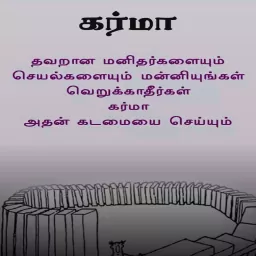 கர்மா
தவறான மனிதர்களையும்
செயல்களையும் மன்னியுங்கள்
வெறுக்காதீர்கள்
கர்மா
அதன் கடமையை செய்யும்